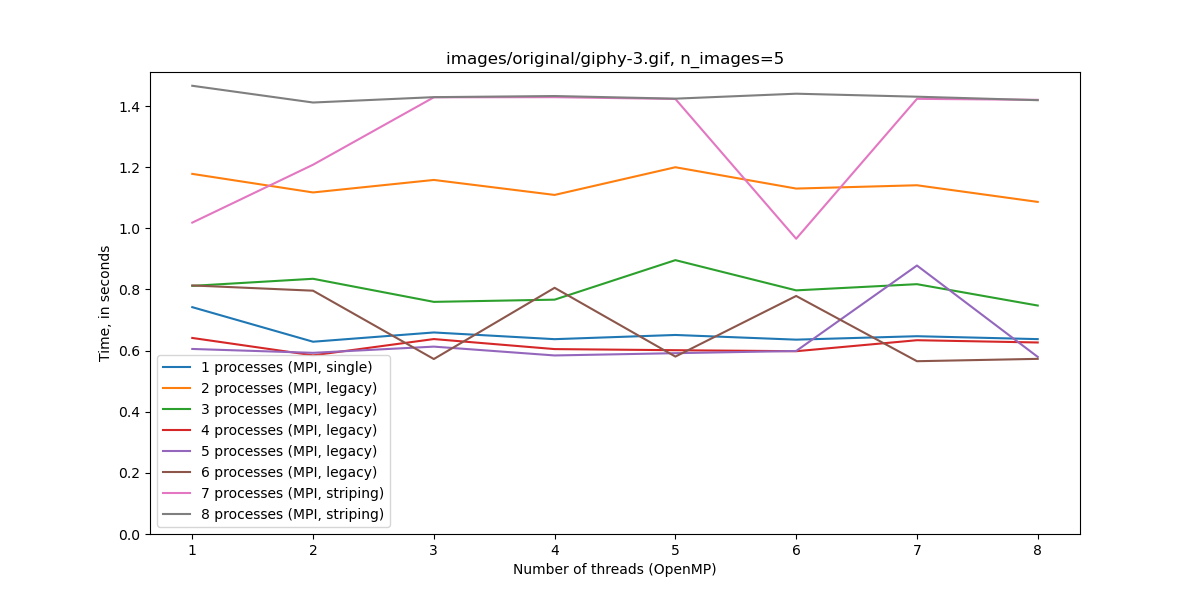 images/original/giphy-3.gif, n_images=5
Time, in seconds
1.4
1.2
1.0
0.8
0.6
0.4
0.2
0.0
1 processes (MPI, single)
2 processes (MPI, legacy)
3 processes (MPI, legacy)
4 processes (MPI, legacy)
5 processes (MPI, legacy)
6 processes (MPI, legacy)
7 processes (MPI, striping)
8 processes (MPI, striping)
1 2 3 4 5 6 7 8
Number of threads (OpenMP)